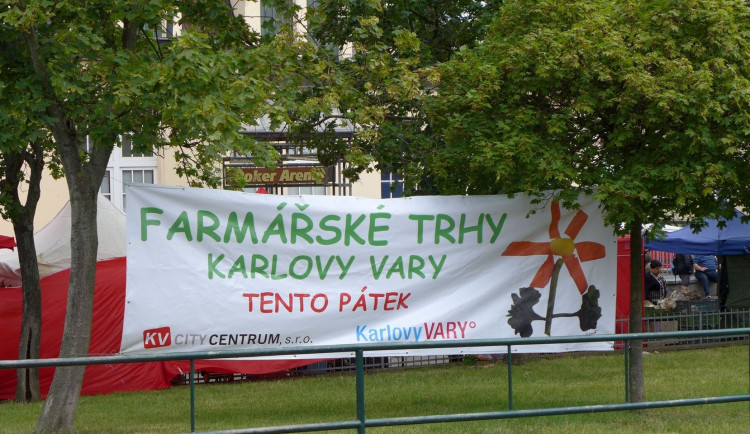 Poker Arena
FARMÁŘSKÉ TRHY
KARLOVY VARY
TENTO PÁTEK
KV CITY CENTRUM, s.r.o.
KarlovyVARY°